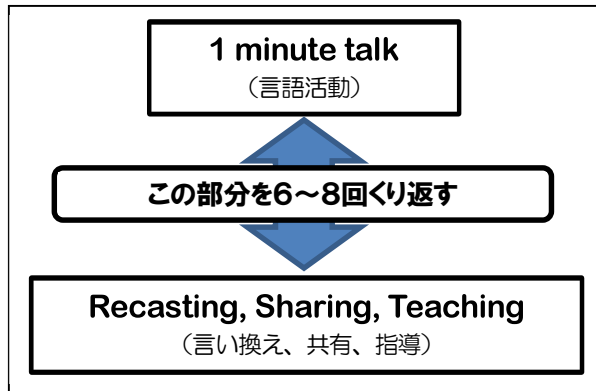 1 minute talk
（言語活動）
この部分を6～8回くり返す
Recasting, Sharing, Teaching
（言い換え、共有、指導）